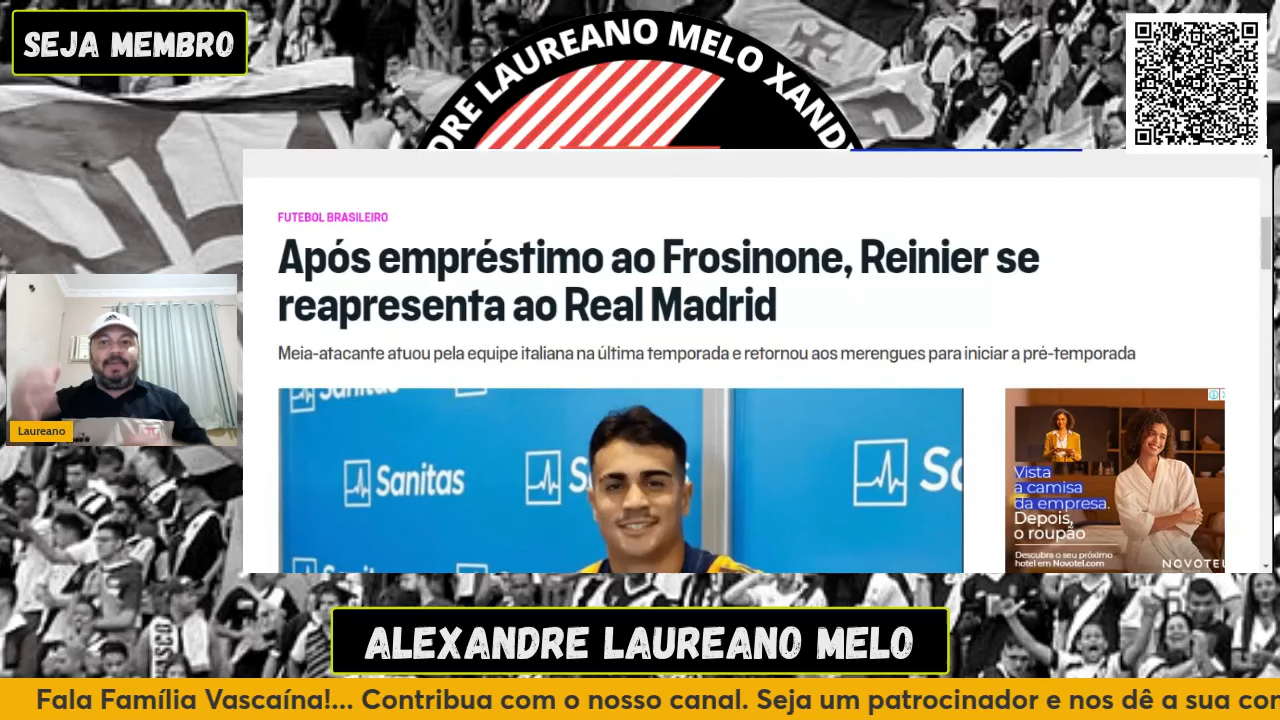 SEJA MEMBRO
DRE LAUREANO MELO XAND
FUTEBOL BRASILEIRO
Após empréstimo ao Frosinone, Reinier se
reapresenta ao Real Madrid
Meia-atacante atuou pela equipe italiana na última temporada e retornou aos merengues para iniciar a pré-temporada
Laureano
Sanitas
Sanitas
S
S
Vista
a camisa
da empresa.
Depois,
o roupão
Descubra o seu próximo
hotel em Novotel.com
NOVOTEL
ALEXANDRE LAUREANO MELO
Fala Família Vascaína!... Contribua com o nosso canal. Seja um patrocinador e nos dê a sua con